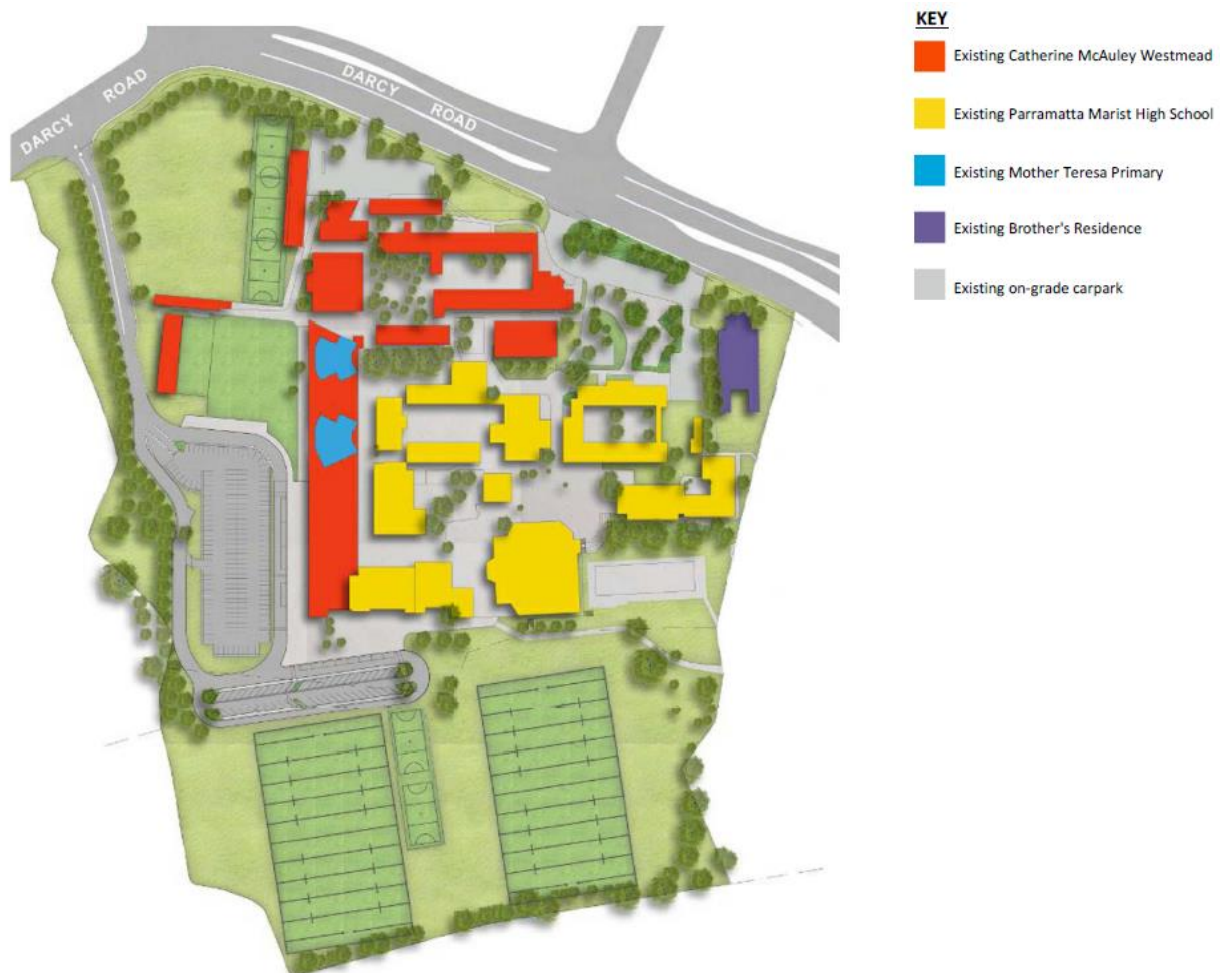 KEY
Existing Catherine McAuley Westmead
Existing Parramatta Marist High School
Existing Mother Teresa Primary
Existing Brother's Residence
Existing on-grade carpark
DARCY ROAD
DARCY ROAD